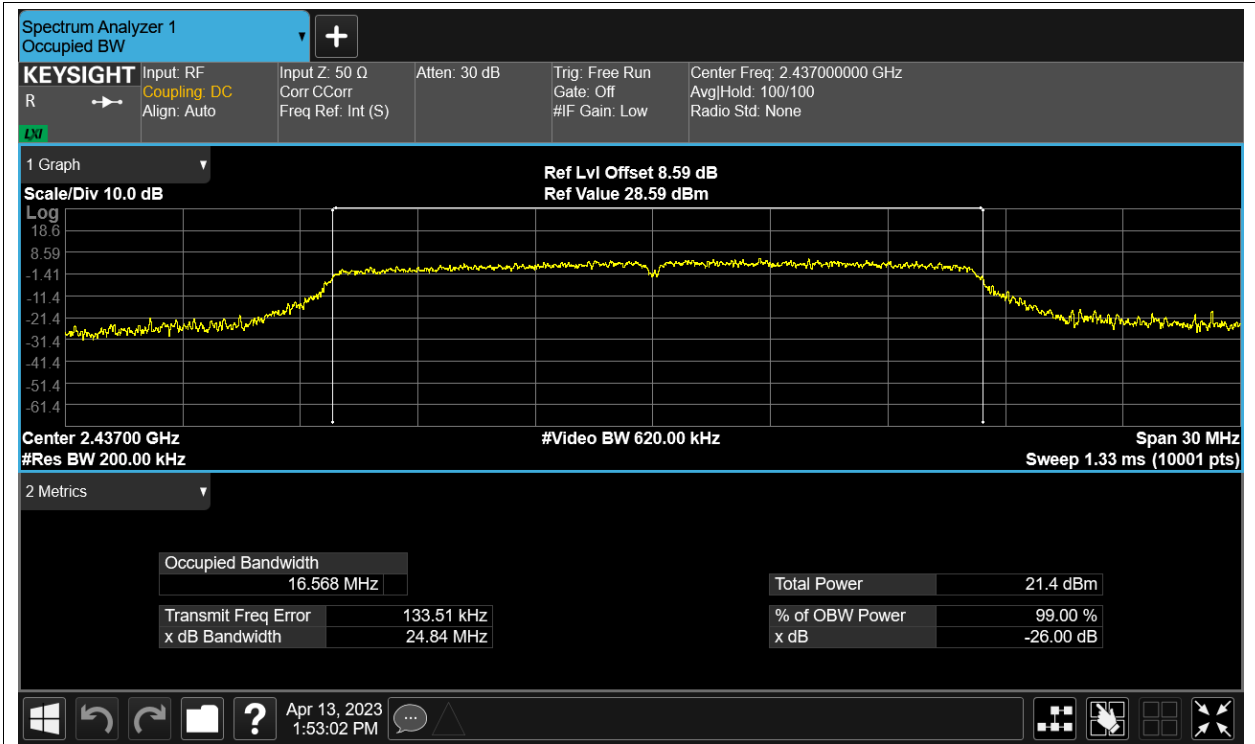 Spectrum Analyzer 1
Occupied BW
KEYSIGHT
R
LXI
Input: RF
Coupling: DC
Align: Auto
Input Z: 50 Ω
Corr CCorr
Freq Ref: Int (S)
Atten: 30 dB
Trig: Free Run
Gate: Off
#IF Gain: Low
Center Freq: 2.437000000 GHz
Avg|Hold: 100/100
Radio Std: None
1 Graph
Scale/Div 10.0 dB
Ref Lvl Offset 8.59 dB
Ref Value 28.59 dBm
Log
18.6
8.59
-1.41
-11.4
-21.4
-31.4
-41.4
-51.4
-61.4
Center 2.43700 GHz
#Video BW 620.00 kHz
Span 30 MHz
#Res BW 200.00 kHz
Sweep 1.33 ms (10001 pts)
2 Metrics
Occupied Bandwidth
16.568 MHz
Total Power 21.4 dBm
Transmit Freq Error 133.51 kHz
% of OBW Power 99.00 %
x dB Bandwidth 24.84 MHz
x dB -26.00 dB
?
Apr 13, 2023
1:53:02 PM